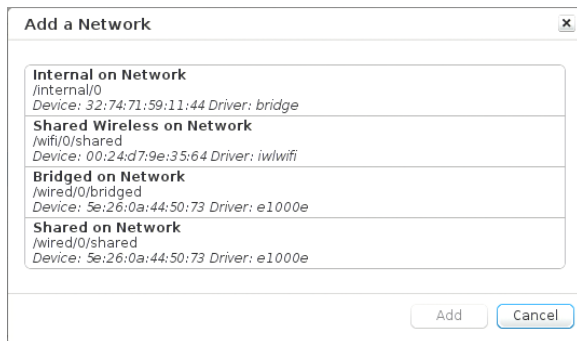 Add a Network
Internal on Network
/internal/0
Device: 32:74:71:59:11:44 Driver: bridge
Shared Wireless on Network
/wifi/0/shared
Device: 00:24:d7:9e:35:64 Driver: iwlwifi
Bridged on Network
/wired/0/bridged
Device: 5e:26:0a:44:50:73 Driver: e1000e
Shared on Network
/wired/0/shared
Device: 5e:26:0a:44:50:73 Driver: e1000e
Add Cancel